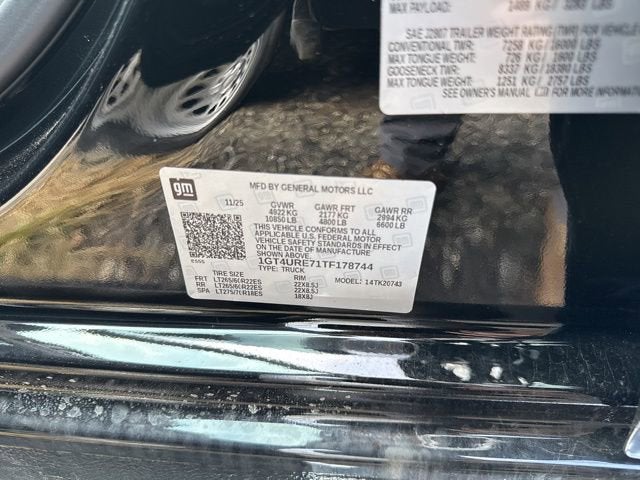 MAX PAYLOAD:
SAE J2807 TRAILER WEIGHT RATING (TWR) FOR VEHICLE
CONVENTIONAL TWR: 7258 KG / 16000 LBS
MAX TONGUE WEIGHT: 726 KG / 1600 LBS
GOOSENECK TWR: 8337 KG / 18380 LBS
MAX TONGUE WEIGHT: 1251 KG / 2757 LBS
SEE OWNER'S MANUAL FOR MORE INFORMATION
gm
MFD BY GENERAL MOTORS LLC
11/25 GVWR GAWR FRT GAWR RR
4922 KG 2177 KG 2994 KG
10850 LB 4800 LB 6600 LB
THIS VEHICLE CONFORMS TO ALL
APPLICABLE U.S. FEDERAL MOTOR
VEHICLE SAFETY STANDARDS IN EFFECT ON
THE DATE OF MANUFACTURE SHOWN ABOVE.
1GT4URE71TF178744
TYPE: TRUCK
TIRE SIZE RIM MODEL: 14TK20743
FRT LT265/60R22ES 22X8.5J
RR LT265/60R22ES 22X8.5J
SPA LT275/70R18ES 18X8J